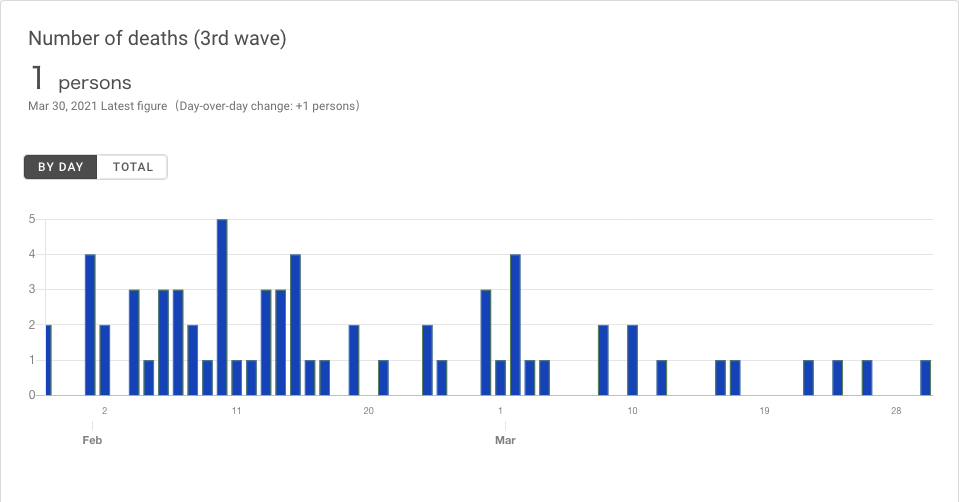 Number of deaths (3rd wave)
1 persons
Mar 30, 2021 Latest figure（Day-over-day change: +1 persons）
BY DAY TOTAL
5
4
3
2
1
0
2 11 20 1 10 19 28
Feb Mar